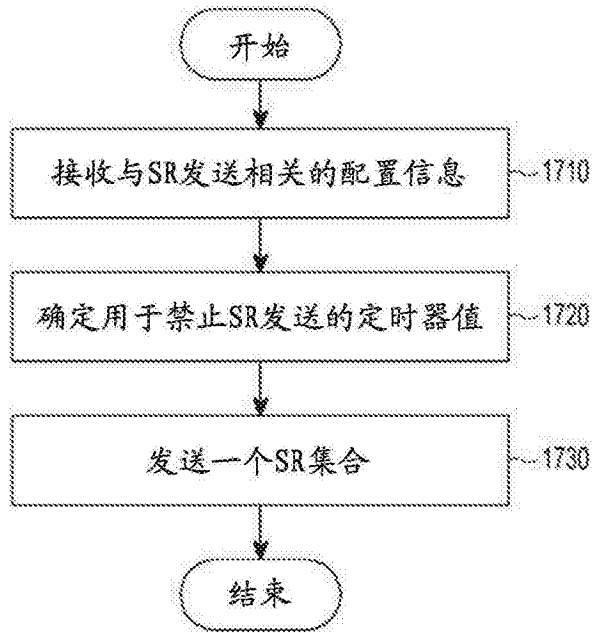 开始
接收与SR发送相关的配置信息
1710
确定用于禁止SR发送的定时器值
1720
发送一个SR集合
1730
结束